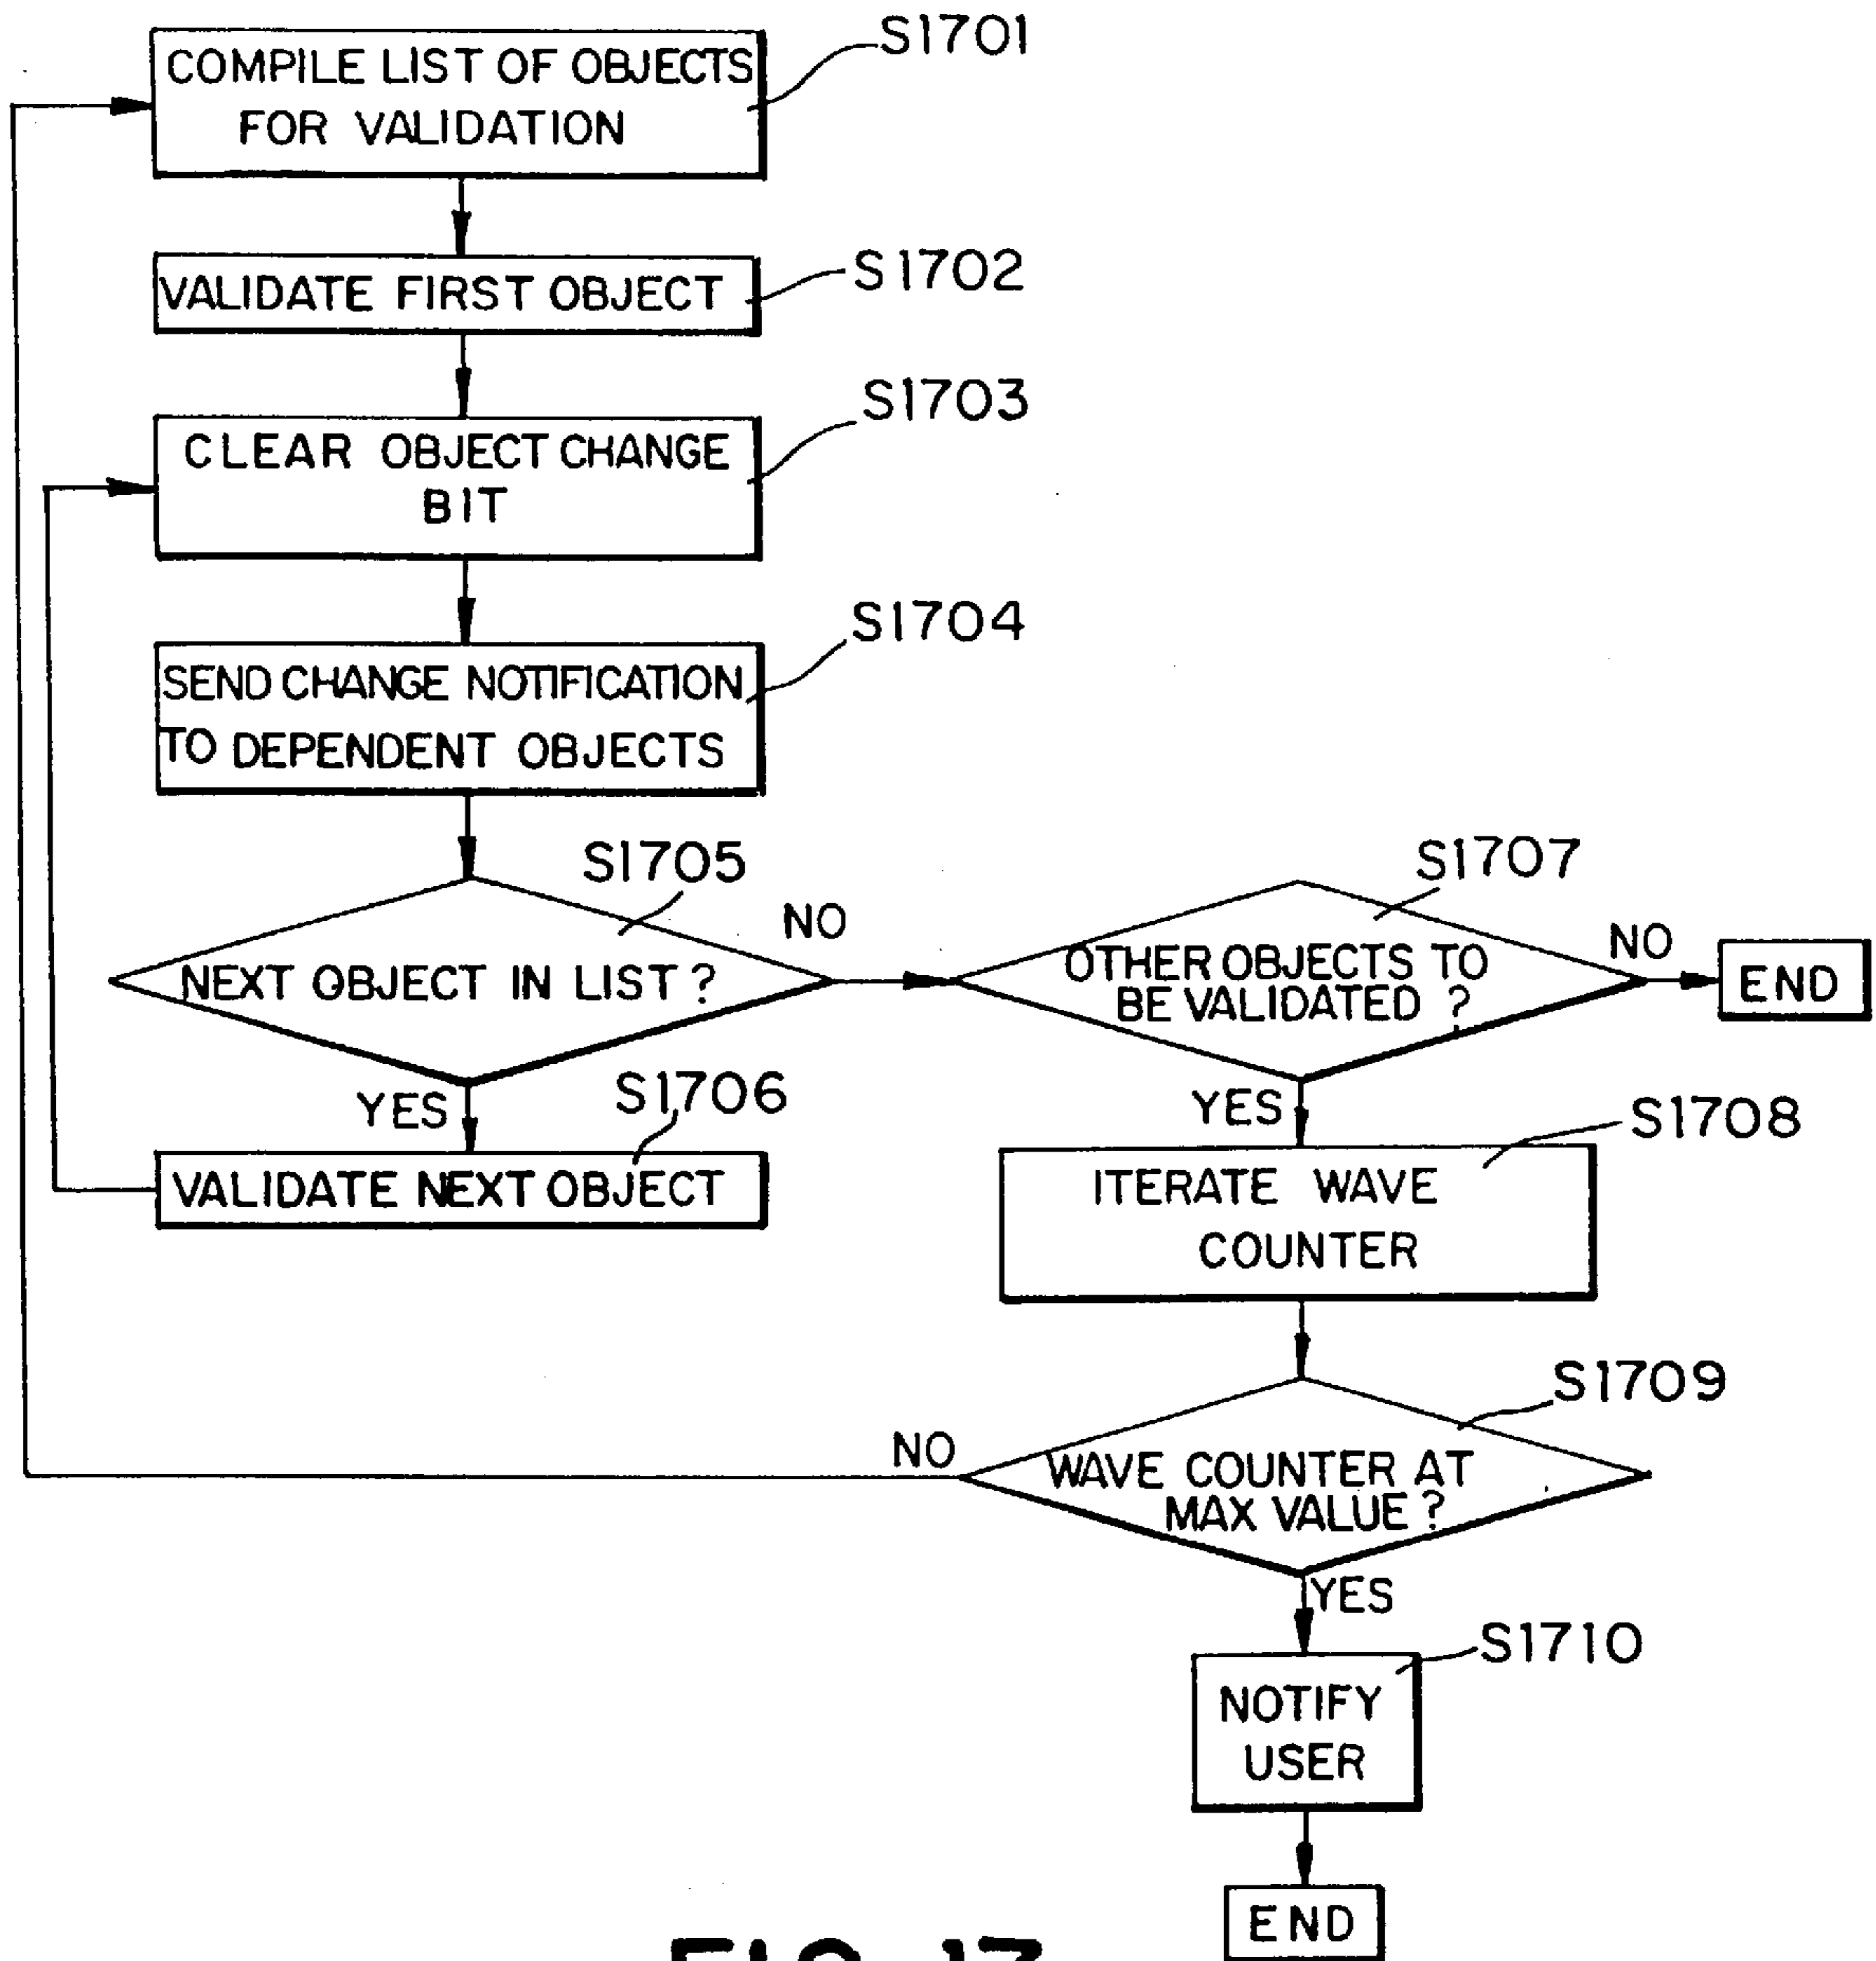 S1701
COMPILE LIST OF OBJECTS
FOR VALIDATION
S1702
VALIDATE FIRST OBJECT
S1703
CLEAR OBJECT CHANGE
BIT
S1704
SEND CHANGE NOTIFICATION
TO DEPENDENT OBJECTS
S1705
NEXT OBJECT IN LIST ?
NO
YES
S1706
VALIDATE NEXT OBJECT
S1707
OTHER OBJECTS TO
BE VALIDATED ?
NO
END
YES
S1708
ITERATE WAVE
COUNTER
S1709
WAVE COUNTER AT
MAX VALUE ?
NO
YES
S1710
NOTIFY
USER
END
FIG. 17